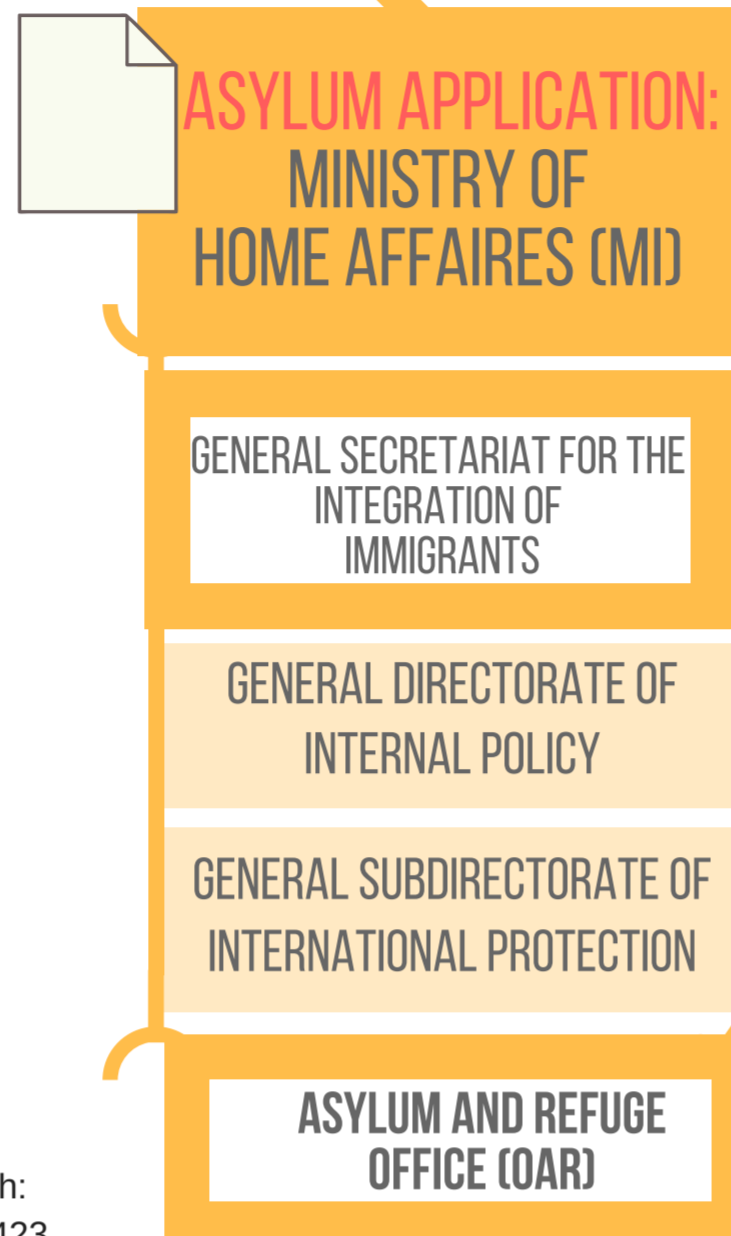 ASYLUM APPLICATION:
MINISTRY OF
HOME AFFAIRES (MI)
GENERAL SECRETARIAT FOR THE
INTEGRATION OF
IMMIGRANTS
GENERAL DIRECTORATE OF
INTERNAL POLICY
GENERAL SUBDIRECTORATE OF
INTERNATIONAL PROTECTION
ASYLUM AND REFUGE
OFFICE (OAR)